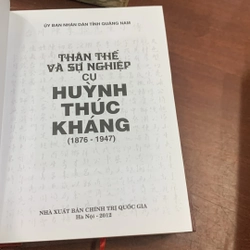 ỦY BAN NHÂN DÂN TỈNH QUẢNG NAM
THÂN THẾ
VÀ SỰ NGHIỆP
CỤ
HUỲNH
THÚC
KHÁNG
(1876 - 1947)
NHÀ XUẤT BẢN CHÍNH TRỊ QUỐC GIA
Hà Nội - 2012